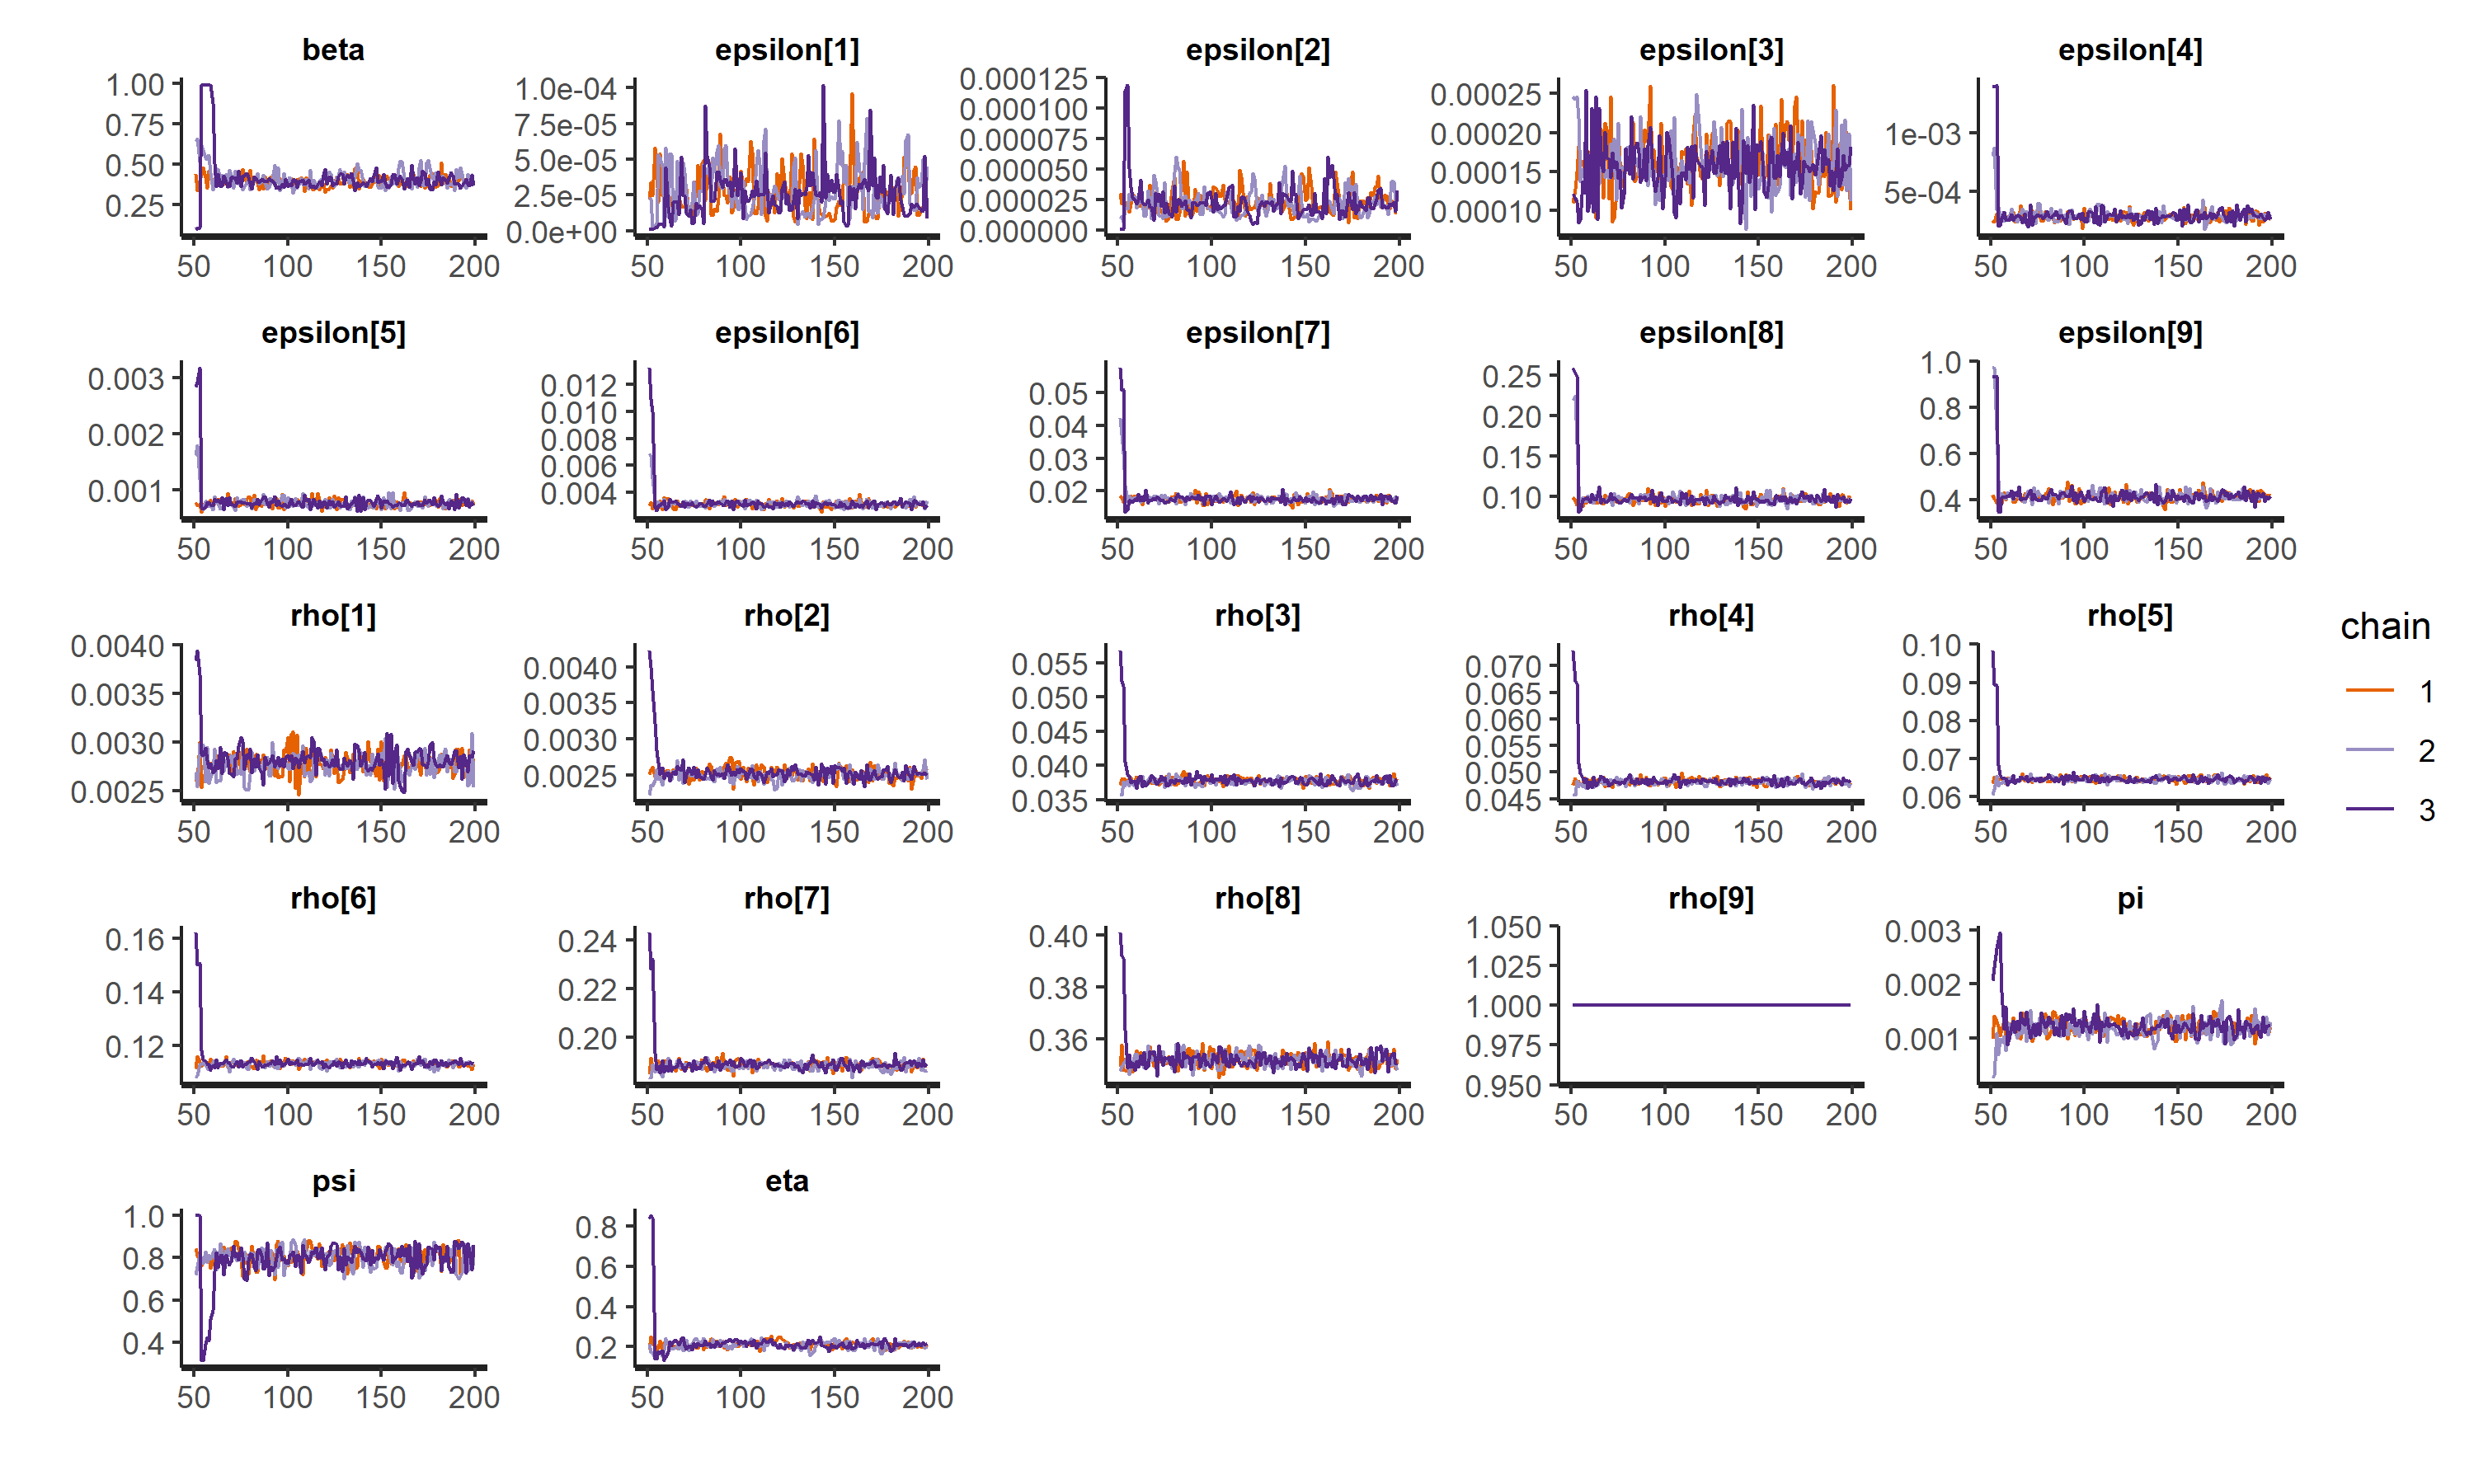 beta epsilon[1] epsilon[2] epsilon[3] epsilon[4]
1.00 0.75 0.50 0.25
1.0e-04 7.5e-05 5.0e-05 2.5e-05 0.0e+00
0.000125 0.000100 0.000075 0.000050 0.000025 0.000000
0.00025 0.00020 0.00015 0.00010
1e-03 5e-04
50 100 150 200 50 100 150 200 50 100 150 200 50 100 150 200 50 100 150 200
epsilon[5] epsilon[6] epsilon[7] epsilon[8] epsilon[9]
0.003 0.002 0.001
0.012 0.010 0.008 0.006 0.004
0.05 0.04 0.03 0.02
0.25 0.20 0.15 0.10
1.0 0.8 0.6 0.4
50 100 150 200 50 100 150 200 50 100 150 200 50 100 150 200 50 100 150 200
rho[1] rho[2] rho[3] rho[4] rho[5]
0.0040 0.0035 0.0030 0.0025
0.0040 0.0035 0.0030 0.0025
0.055 0.050 0.045 0.040 0.035
0.070 0.065 0.060 0.055 0.050 0.045
0.10 0.09 0.08 0.07 0.06
50 100 150 200 50 100 150 200 50 100 150 200 50 100 150 200 50 100 150 200
chain
1
2
3
rho[6] rho[7] rho[8] rho[9] pi
0.16 0.14 0.12
0.24 0.22 0.20
0.40 0.38 0.36
1.050 1.025 1.000 0.975 0.950
0.003 0.002 0.001
50 100 150 200 50 100 150 200 50 100 150 200 50 100 150 200 50 100 150 200
psi eta
1.0 0.8 0.6 0.4
0.8 0.6 0.4 0.2
50 100 150 200 50 100 150 200